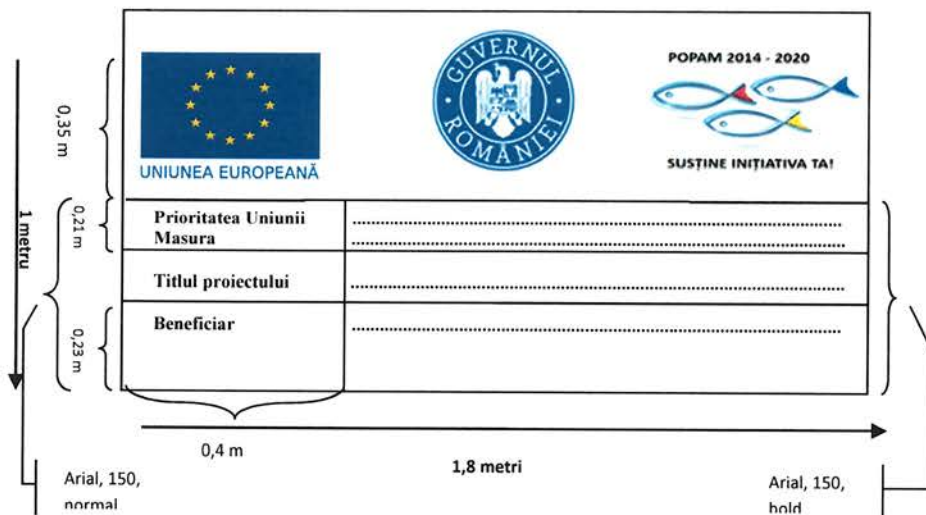 GUVERNUL ROMÂNIEI
POPAM 2014 - 2020
UNIUNEA EUROPEANĂ
SUSȚINE INIȚIATIVA TA!
0,35 m
1 metru
0,21 m
0,23 m
Prioritatea Uniunii ........................
Masura ........................
Titlul proiectului ........................
Beneficiar ........................
0,4 m
1,8 metri
Arial, 150,
normal
Arial, 150,
bold